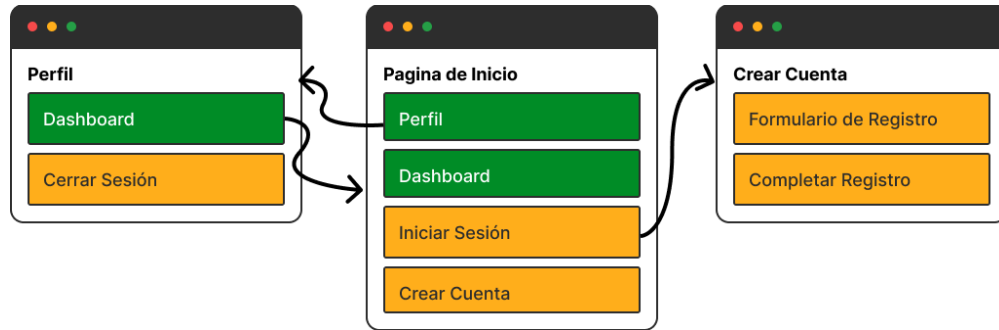 Perfil
Dashboard
Cerrar Sesión
Pagina de Inicio
Perfil
Dashboard
Iniciar Sesión
Crear Cuenta
Crear Cuenta
Formulario de Registro
Completar Registro